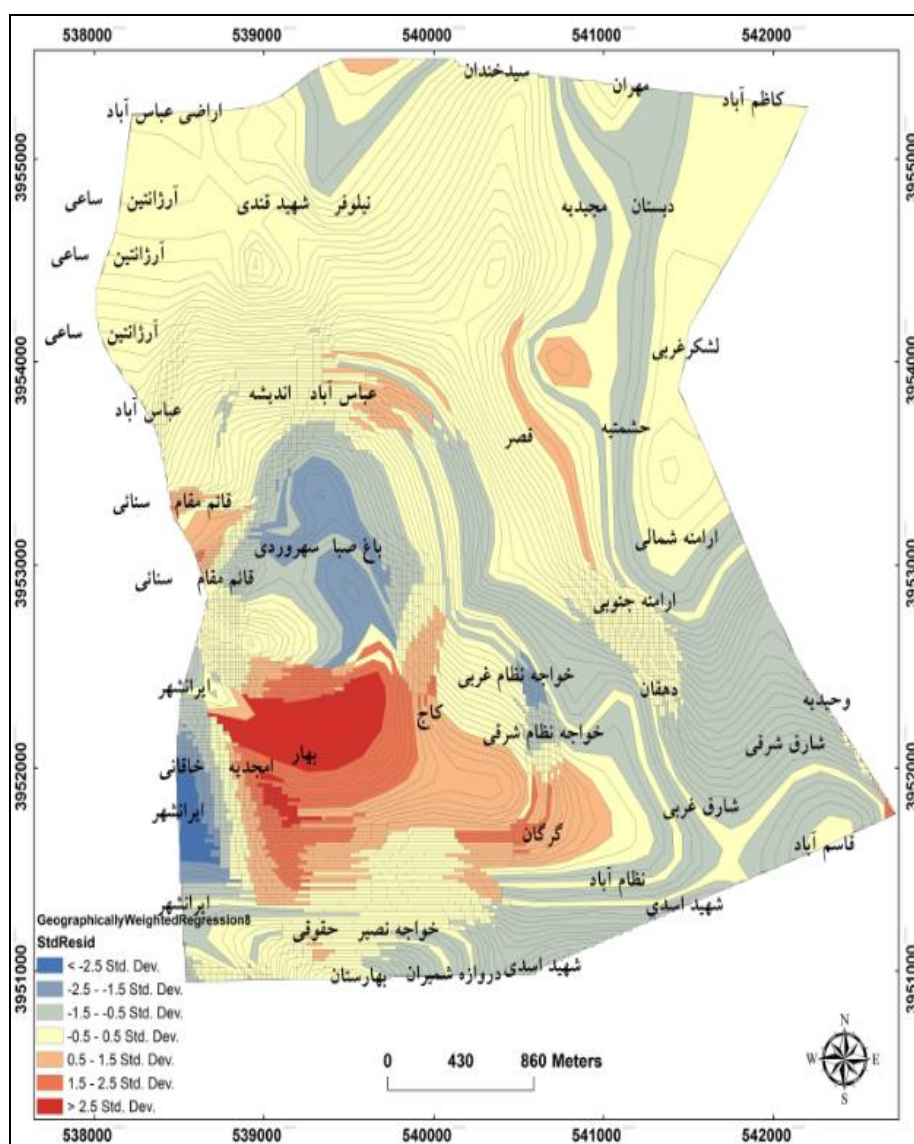 538000 539000 540000 541000 542000
سیدخندان
مهران
کاظم آباد
اراضی عباس آباد
3955000 3955000
ساعی آرژانتین شهید قندی نیلوفر مجیدیه دبستان
ساعی آرژانتین
ساعی آرژانتین
لشکرغربی
3954000 3954000
عباس آباد اندیشه عباس آباد
حشمتیه
قصر
سنائی قائم مقام
ارامنه شمالی
سهروردی باغ صبا
3953000 3953000
سنائی قائم مقام
ارامنه جنوبی
خواجه نظام غربی
ایرانشهر
دهقان
وحیدیه
کاج
خواجه نظام شرقی
شارق شرقی
بهار
خاقانی امجدیه
3952000 3952000
ایرانشهر
شارق غربی
گرگان
قاسم آباد
نظام آباد
ایرانشهر
شهید اسدی
GeographicallyWeightedRegression8
حقوقی خواجه نصیر
StdResid
< -2.5 Std. Dev.
شهید اسدی
بهارستان دروازه شمیران
3951000 3951000
-2.5 - -1.5 Std. Dev.
-1.5 - -0.5 Std. Dev.
-0.5 - 0.5 Std. Dev.
0.5 - 1.5 Std. Dev.
1.5 - 2.5 Std. Dev.
> 2.5 Std. Dev.
0 430 860 Meters
N
W E
S
538000 539000 540000 541000 542000